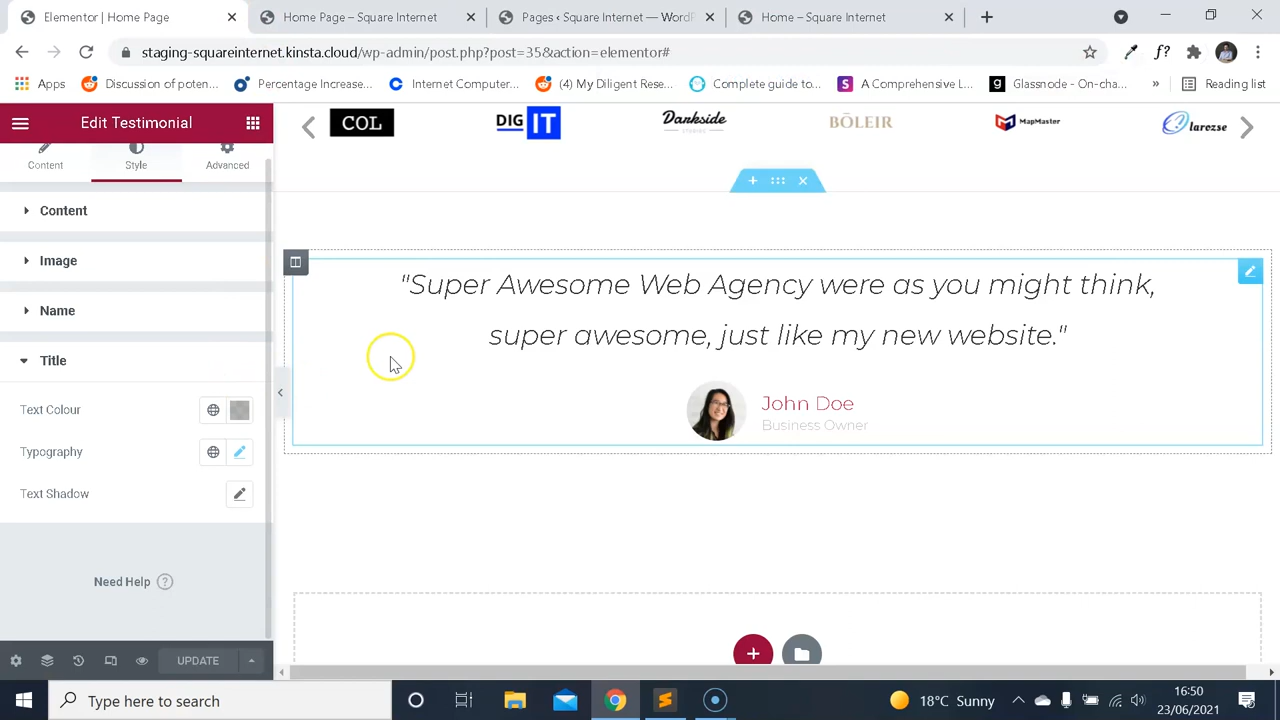 Elementor | Home Page
Home Page – Square Internet
Pages ‹ Square Internet — WordP
Home – Square Internet
staging-squareinternet.kinsta.cloud/wp-admin/post.php?post=35&action=elementor#
f?
Apps
Discussion of poten...
Percentage Increase...
Internet Computer...
(4) My Diligent Rese...
Complete guide to...
A Comprehensive L...
Glassnode - On-cha...
»
Reading list
Edit Testimonial
Content
Style
Advanced
Content
Image
Name
Title
Text Colour
Typography
Text Shadow
Need Help
UPDATE
COL
DIG IT
Darkside
BÖLEIR
MapMaster
larozse
"Super Awesome Web Agency were as you might think,
super awesome, just like my new website."
John Doe
Business Owner
Type here to search
18°C Sunny
16:50
23/06/2021